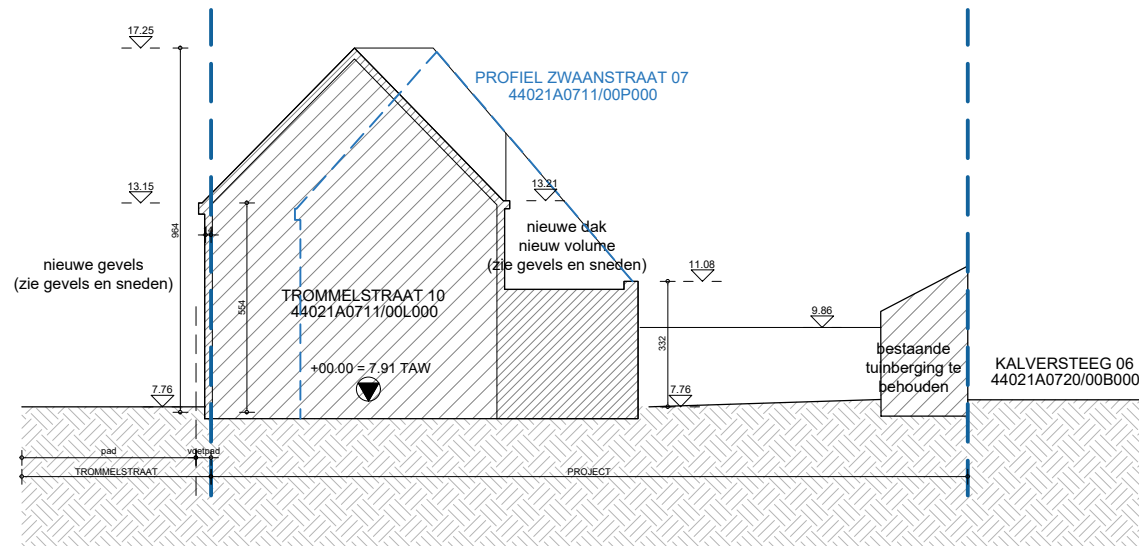 17.25
PROFIEL ZWAANSTRAAT 07
44021A0711/00P000
13.15
13.21
964
nieuwe dak
nieuw volume
(zie gevels en sneden)
nieuwe gevels
(zie gevels en sneden)
11.08
TROMMELSTRAAT 10
44021A0711/00L000
554
332
9.86
bestaande
tuinberging te
behouden
KALVERSTEEG 06
44021A0720/00B000
+00.00 = 7.91 TAW
7.76
7.76
pad
voetpad
TROMMELSTRAAT
PROJECT